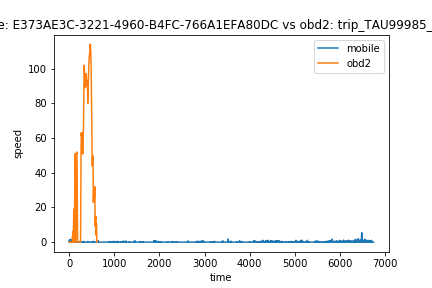 e: E373AE3C-3221-4960-B4FC-766A1EFA80DC vs obd2: trip_TAU99985_
mobile
obd2
speed
100
80
60
40
20
0
0 1000 2000 3000 4000 5000 6000 7000
time